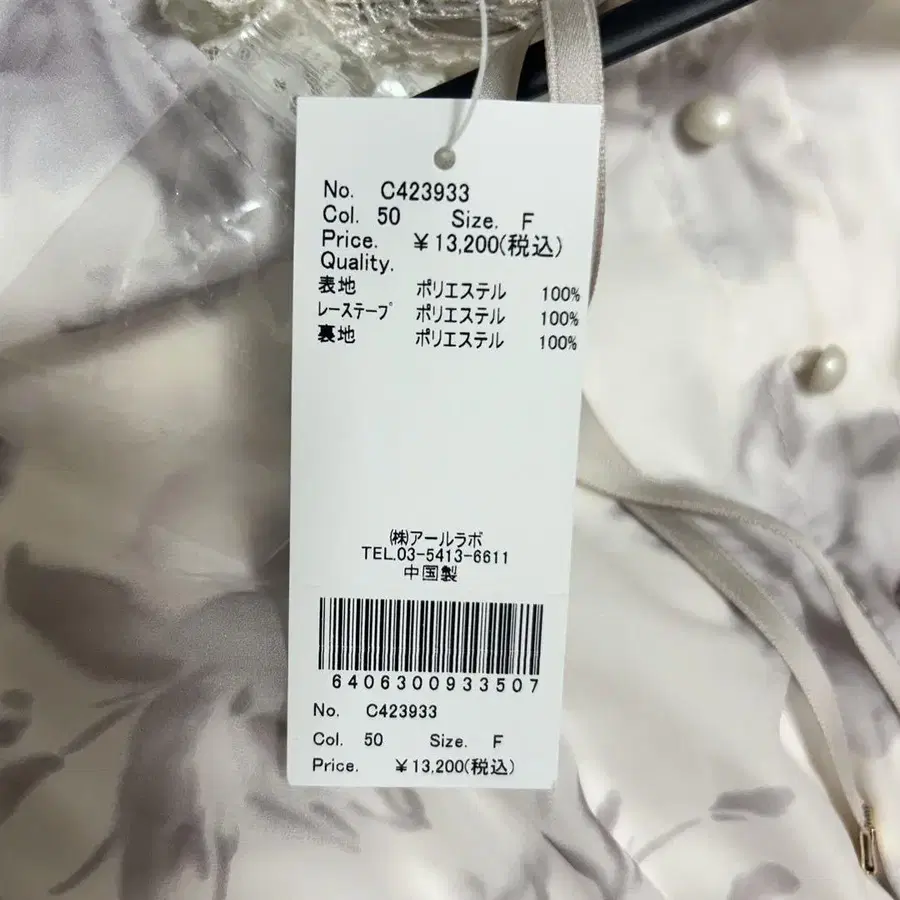 No. C423933
Col. 50 Size. F
Price. ￥13,200(税込)
Quality.
表地 ポリエステル 100%
レーステープ ポリエステル 100%
裏地 ポリエステル 100%
㈱アールラボ
TEL.03-5413-6611
中国製
6406300933507
No. C423933
Col. 50 Size. F
Price. ￥13,200(税込)